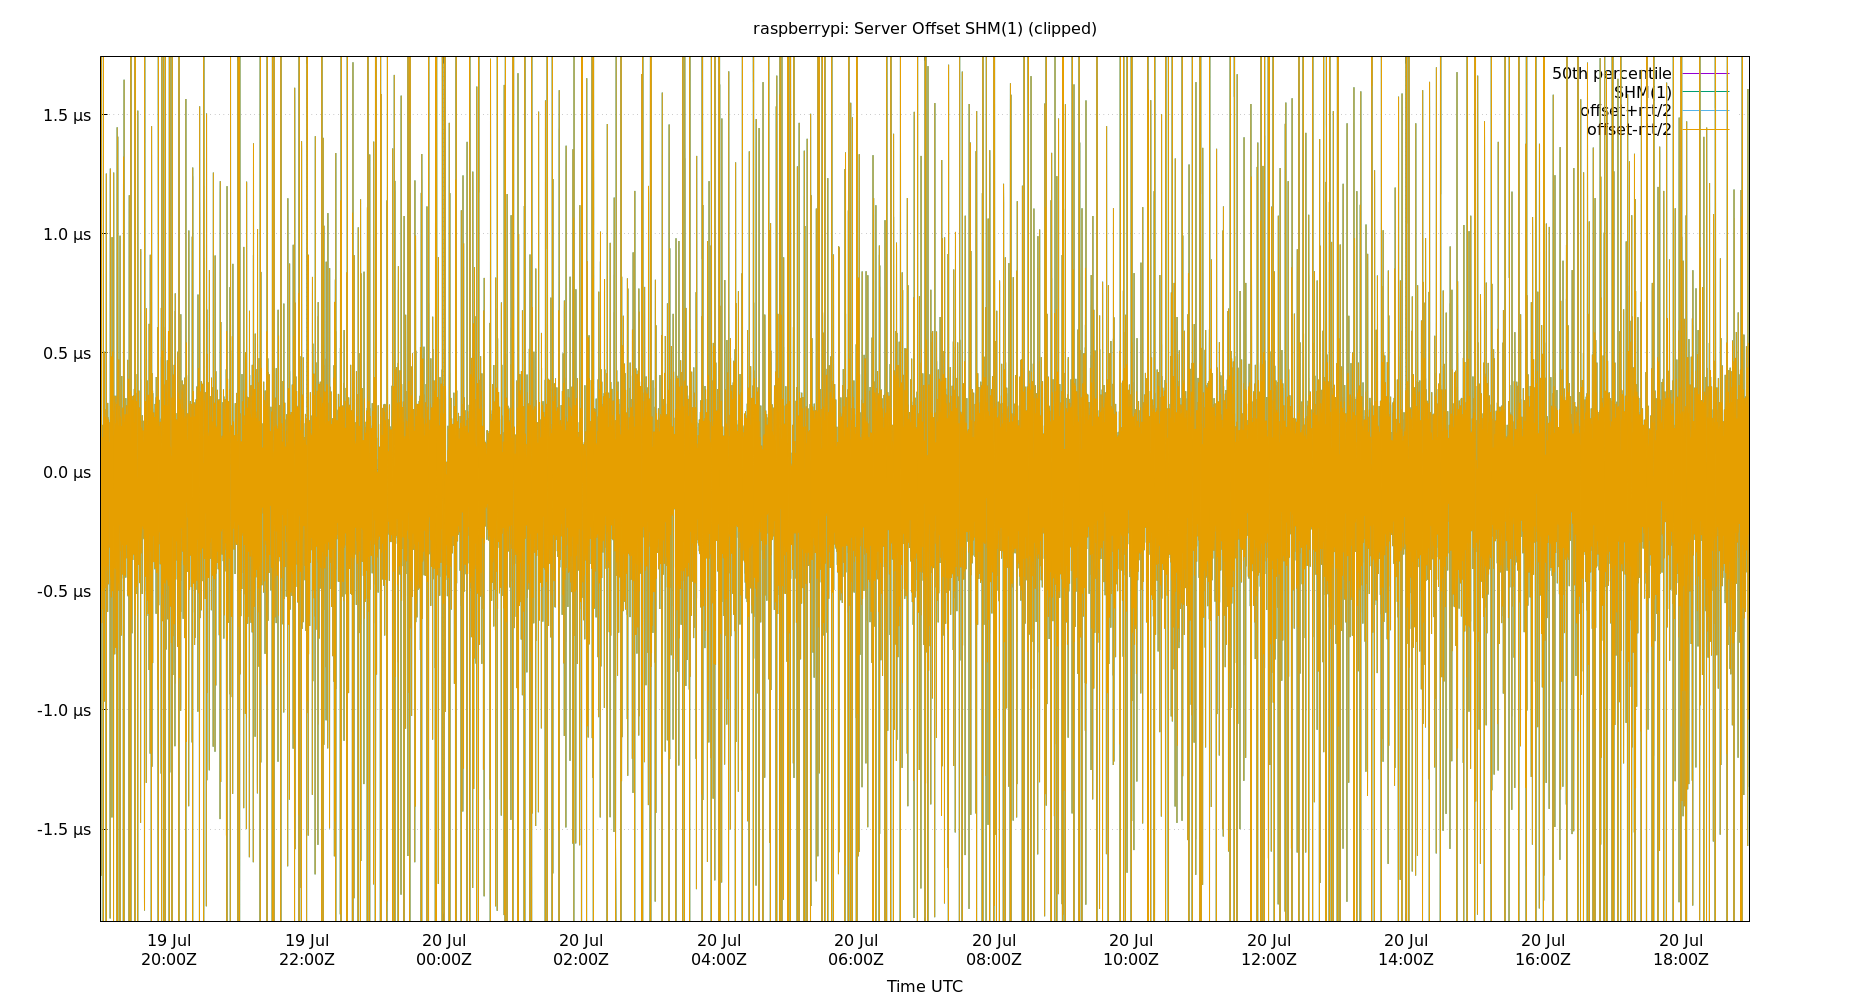 raspberrypi: Server Offset SHM(1) (clipped)
50th percentile
SHM(1)
offset+rtt/2
offset-rtt/2
1.5 µs
1.0 µs
0.5 µs
0.0 µs
-0.5 µs
-1.0 µs
-1.5 µs
19 Jul 19 Jul 20 Jul 20 Jul 20 Jul 20 Jul 20 Jul 20 Jul 20 Jul 20 Jul 20 Jul 20 Jul
20:00Z 22:00Z 00:00Z 02:00Z 04:00Z 06:00Z 08:00Z 10:00Z 12:00Z 14:00Z 16:00Z 18:00Z
Time UTC